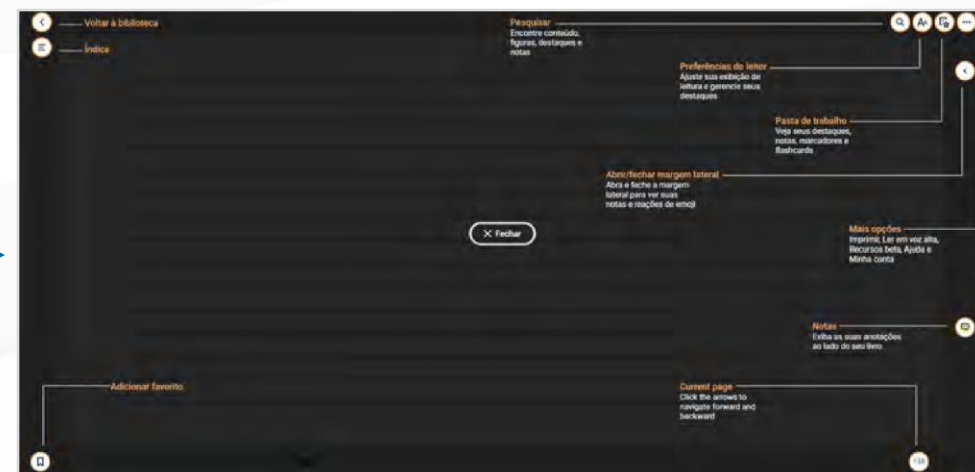 Voltar à biblioteca
Índice
Pesquisar
Encontre conteúdo,
figuras, destaques e
notas
Preferências do leitor
Ajuste sua exibição de
leitura e gerencie seus
destaques
Pasta de trabalho
Veja seus destaques,
notas, marcadores e
flashcards
Abrir/fechar margem lateral
Abra e feche a margem
lateral para ver suas
notas e reações de emoji
× Fechar
Mais opções
Imprimir, Ler em voz alta,
Recursos beta, Ajuda e
Minha conta
Notas
Exiba as suas anotações
ao lado do seu livro
Adicionar favorito
Current page
Click the arrows to
navigate forward and
backward